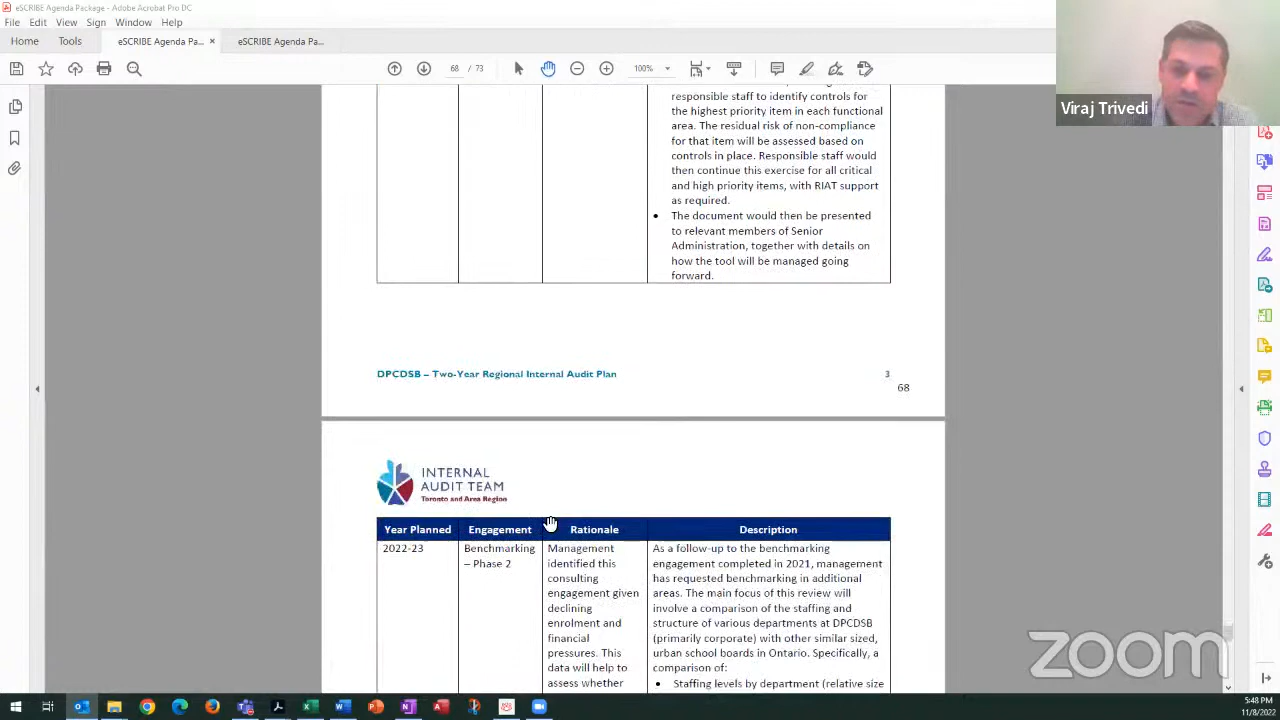 eSCRIBE Agenda Package - Adobe Acrobat Pro DC
File Edit View Sign Window Help
Home Tools eSCRIBE Agenda Pa... × eSCRIBE Agenda Pa...
68 / 73 100%
Viraj Trivedi
responsible staff to identify controls for
the highest priority item in each functional
area. The residual risk of non-compliance
for that item will be assessed based on
controls in place. Responsible staff would
then continue this exercise for all critical
and high priority items, with RIAT support
as required.
• The document would then be presented
to relevant members of Senior
Administration, together with details on
how the tool will be managed going
forward.
DPCDSB – Two-Year Regional Internal Audit Plan 3
68
INTERNAL
AUDIT TEAM
Toronto and Area Region
Year Planned Engagement Rationale Description
2022-23
Benchmarking
– Phase 2
Management
identified this
consulting
engagement given
declining
enrolment and
financial
pressures. This
data will help to
assess whether
As a follow-up to the benchmarking
engagement completed in 2021, management
has requested benchmarking in additional
areas. The main focus of this review will
involve a comparison of the staffing and
structure of various departments at DPCDSB
(primarily corporate) with other similar sized,
urban school boards in Ontario. Specifically, a
comparison of:
• Staffing levels by department (relative size
zoom
5:48 PM
11/8/2022